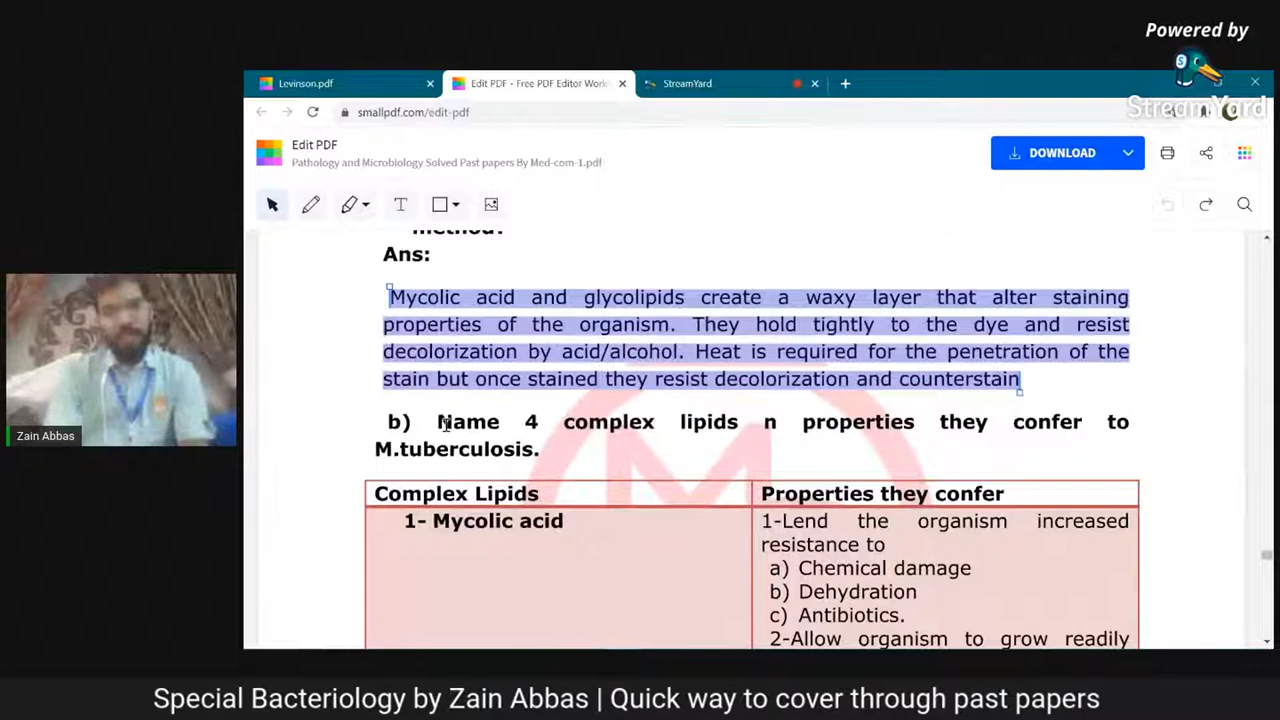 Powered by
StreamYard
Levinson.pdf
Edit PDF - Free PDF Editor Work
StreamYard
smallpdf.com/edit-pdf
Edit PDF
Pathology and Microbiology Solved Past papers By Med-com-1.pdf
DOWNLOAD
method?
Ans:
Mycolic acid and glycolipids create a waxy layer that alter staining
properties of the organism. They hold tightly to the dye and resist
decolorization by acid/alcohol. Heat is required for the penetration of the
stain but once stained they resist decolorization and counterstain
b) Name 4 complex lipids n properties they confer to
M.tuberculosis.
Complex Lipids
Properties they confer
1- Mycolic acid
1-Lend the organism increased
resistance to
a) Chemical damage
b) Dehydration
c) Antibiotics.
2-Allow organism to grow readily
Zain Abbas
Special Bacteriology by Zain Abbas | Quick way to cover through past papers